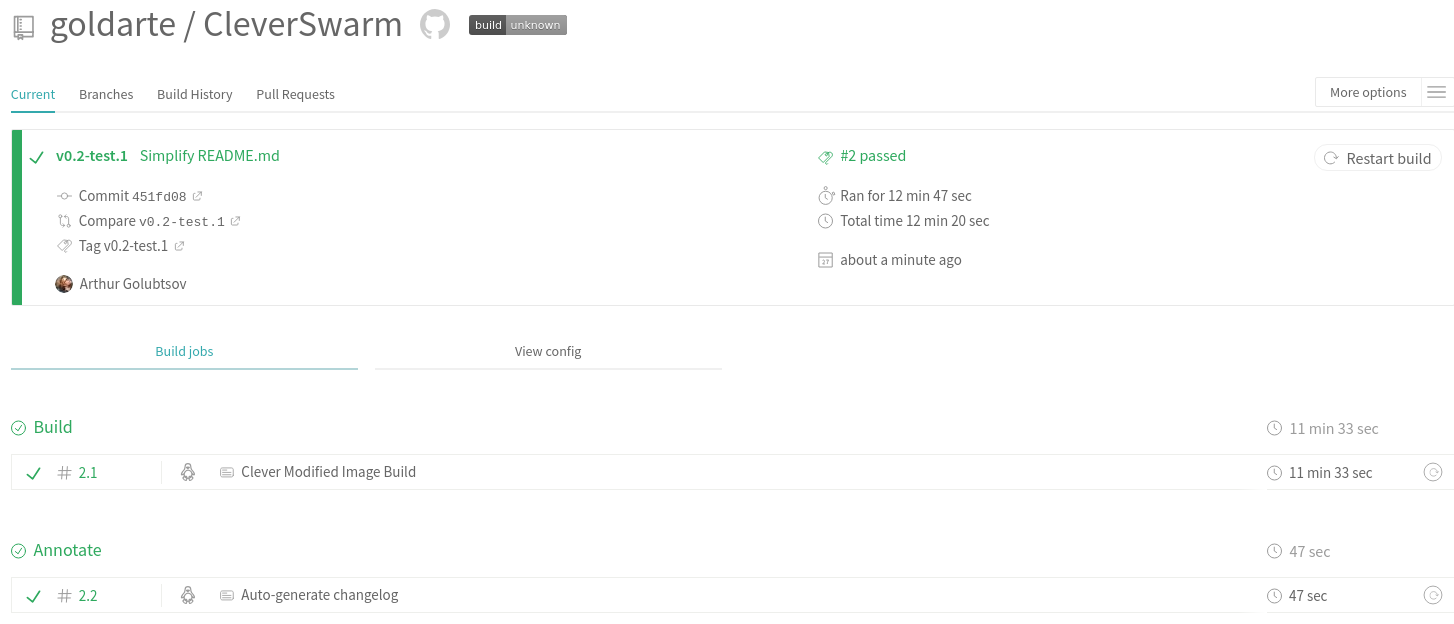 goldarte / CleverSwarm build unknown
Current Branches Build History Pull Requests More options
v0.2-test.1 Simplify README.md #2 passed Restart build
Commit 451fd08 Ran for 12 min 47 sec
Compare v0.2-test.1 Total time 12 min 20 sec
Tag v0.2-test.1
about a minute ago
Arthur Golubtsov
Build jobs View config
Build 11 min 33 sec
# 2.1 Clever Modified Image Build 11 min 33 sec
Annotate 47 sec
# 2.2 Auto-generate changelog 47 sec